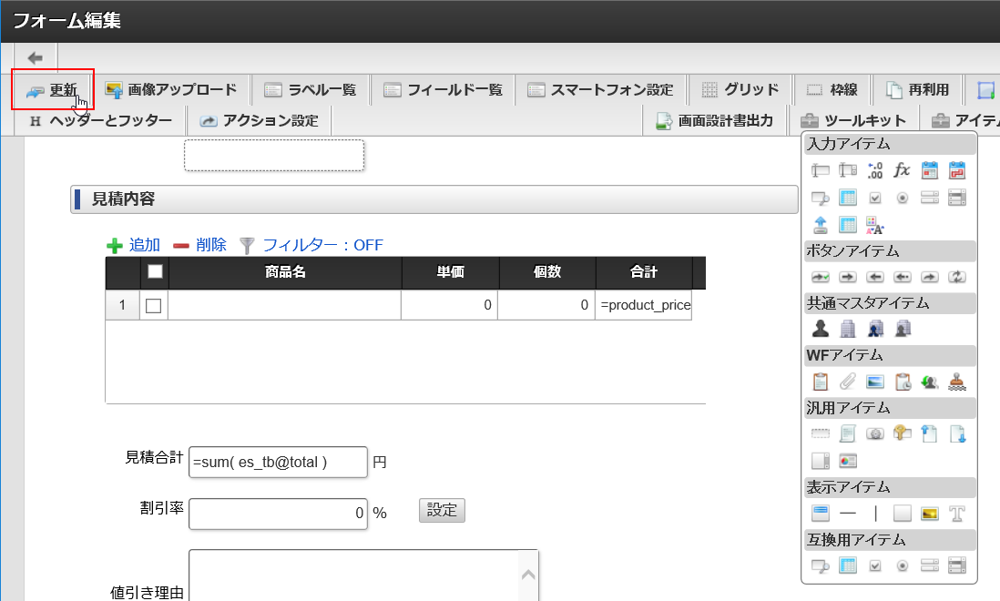 フォーム編集
更新 画像アップロード ラベル一覧 フィールド一覧 スマートフォン設定 グリッド 枠線 再利用
H ヘッダーとフッター アクション設定 画面設計書出力 ツールキット アイテ
入力アイテム
見積内容
追加 削除 フィルター：OFF
商品名 単価 個数 合計
1 0 0 =product_price
見積合計 =sum( es_tb@total ) 円
割引率 0 % 設定
値引き理由
.0 .00 fx
A A
ボタンアイテム
共通マスタアイテム
WFアイテム
汎用アイテム
表示アイテム
T
互換用アイテム